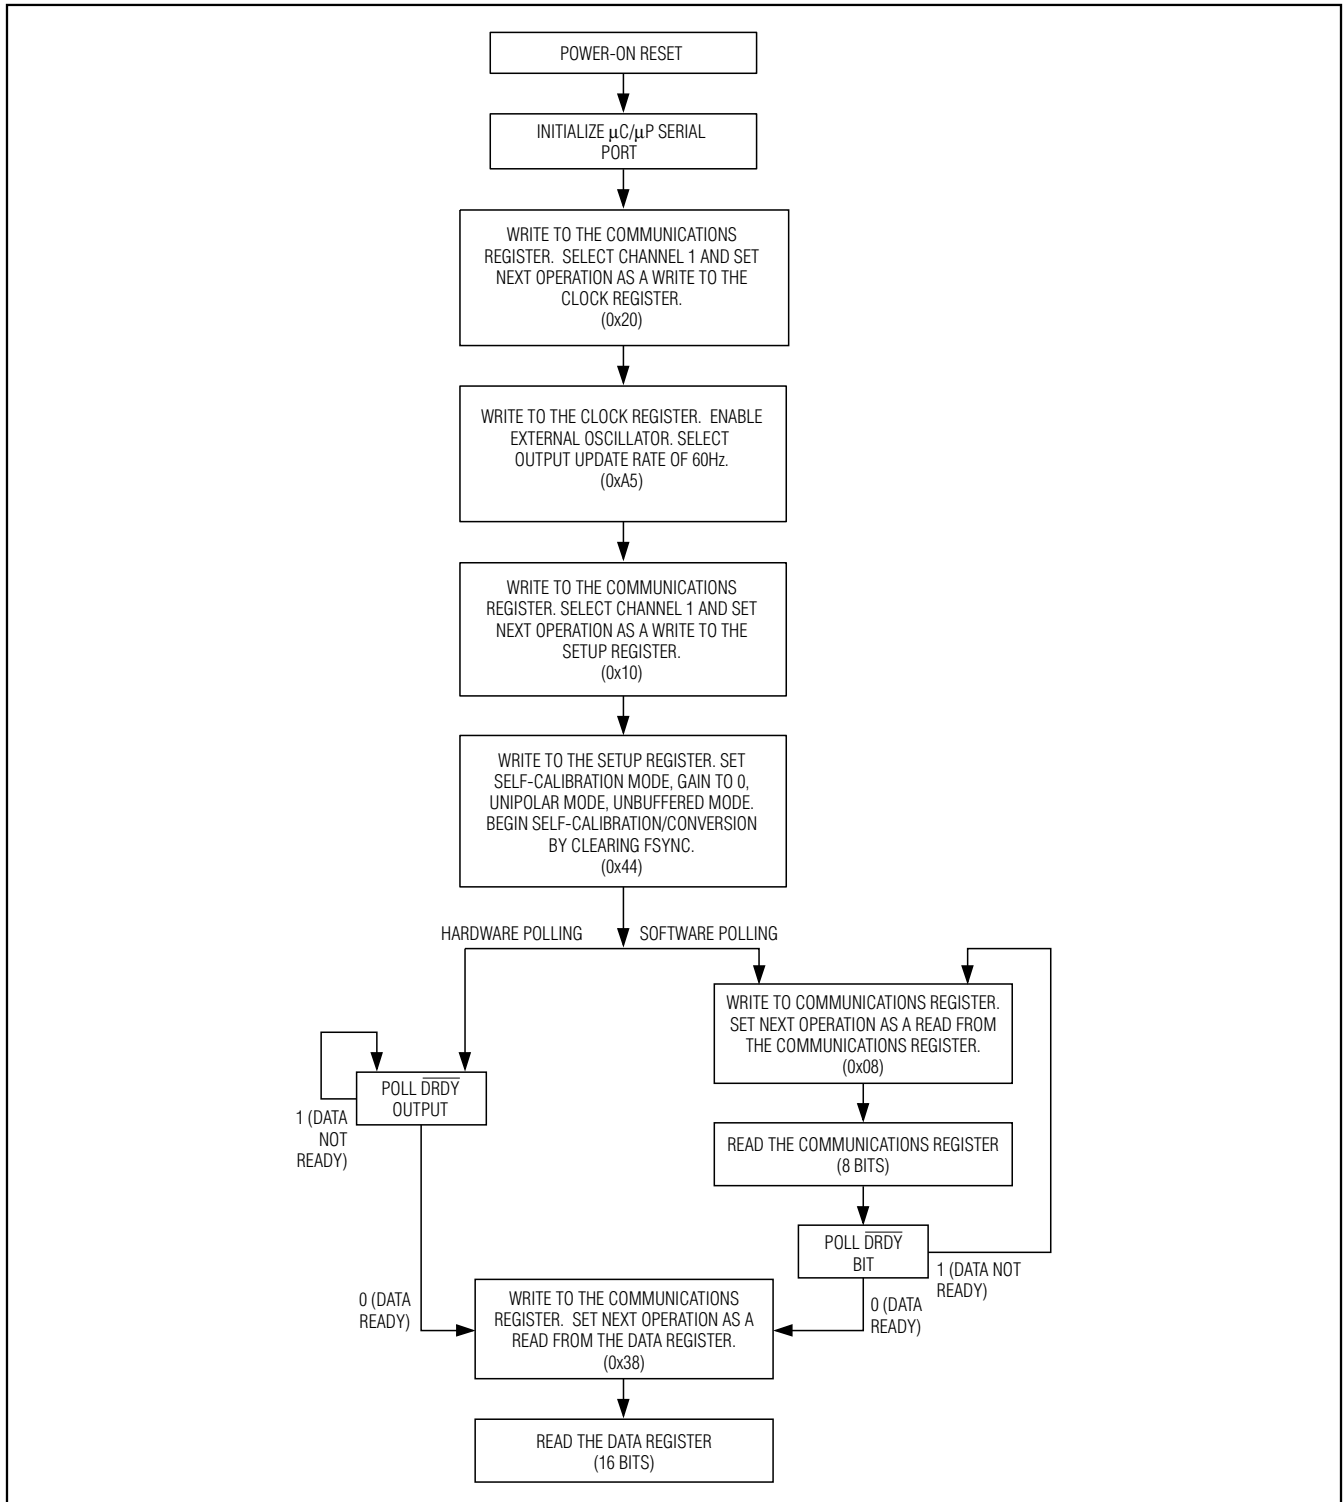 POWER-ON RESET
INITIALIZE µC/µP SERIAL
PORT
WRITE TO THE COMMUNICATIONS
REGISTER. SELECT CHANNEL 1 AND SET
NEXT OPERATION AS A WRITE TO THE
CLOCK REGISTER.
(0x20)
WRITE TO THE CLOCK REGISTER. ENABLE
EXTERNAL OSCILLATOR. SELECT
OUTPUT UPDATE RATE OF 60Hz.
(0xA5)
WRITE TO THE COMMUNICATIONS
REGISTER. SELECT CHANNEL 1 AND SET
NEXT OPERATION AS A WRITE TO THE
SETUP REGISTER.
(0x10)
WRITE TO THE SETUP REGISTER. SET
SELF-CALIBRATION MODE, GAIN TO 0,
UNIPOLAR MODE, UNBUFFERED MODE.
BEGIN SELF-CALIBRATION/CONVERSION
BY CLEARING FSYNC.
(0x44)
HARDWARE POLLING
SOFTWARE POLLING
WRITE TO COMMUNICATIONS REGISTER.
SET NEXT OPERATION AS A READ FROM
THE COMMUNICATIONS REGISTER.
(0x08)
POLL D̅R̅D̅Y̅
OUTPUT
1 (DATA
NOT
READY)
READ THE COMMUNICATIONS REGISTER
(8 BITS)
POLL D̅R̅D̅Y̅
BIT
1 (DATA NOT
READY)
0 (DATA
READY)
0 (DATA
READY)
WRITE TO THE COMMUNICATIONS
REGISTER. SET NEXT OPERATION AS A
READ FROM THE DATA REGISTER.
(0x38)
READ THE DATA REGISTER
(16 BITS)